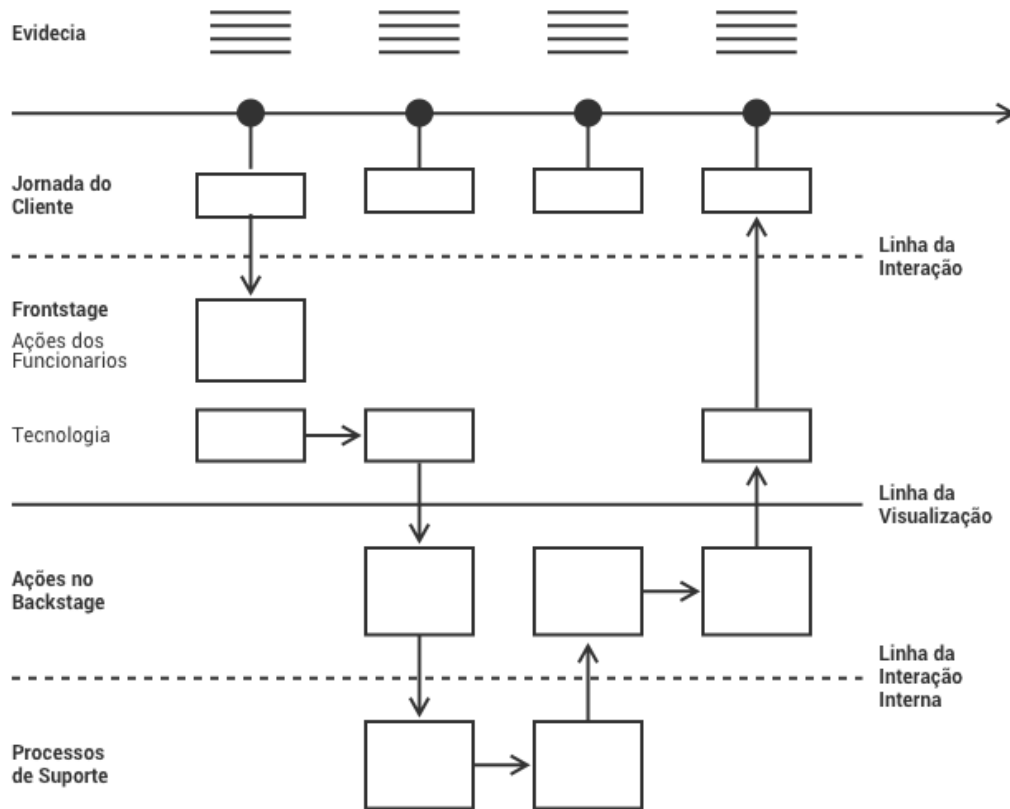 Evidecia
Jornada do
Cliente
Linha da
Interação
Frontstage
Ações dos
Funcionarios
Tecnologia
Linha da
Visualização
Ações no
Backstage
Linha da
Interação
Interna
Processos
de Suporte